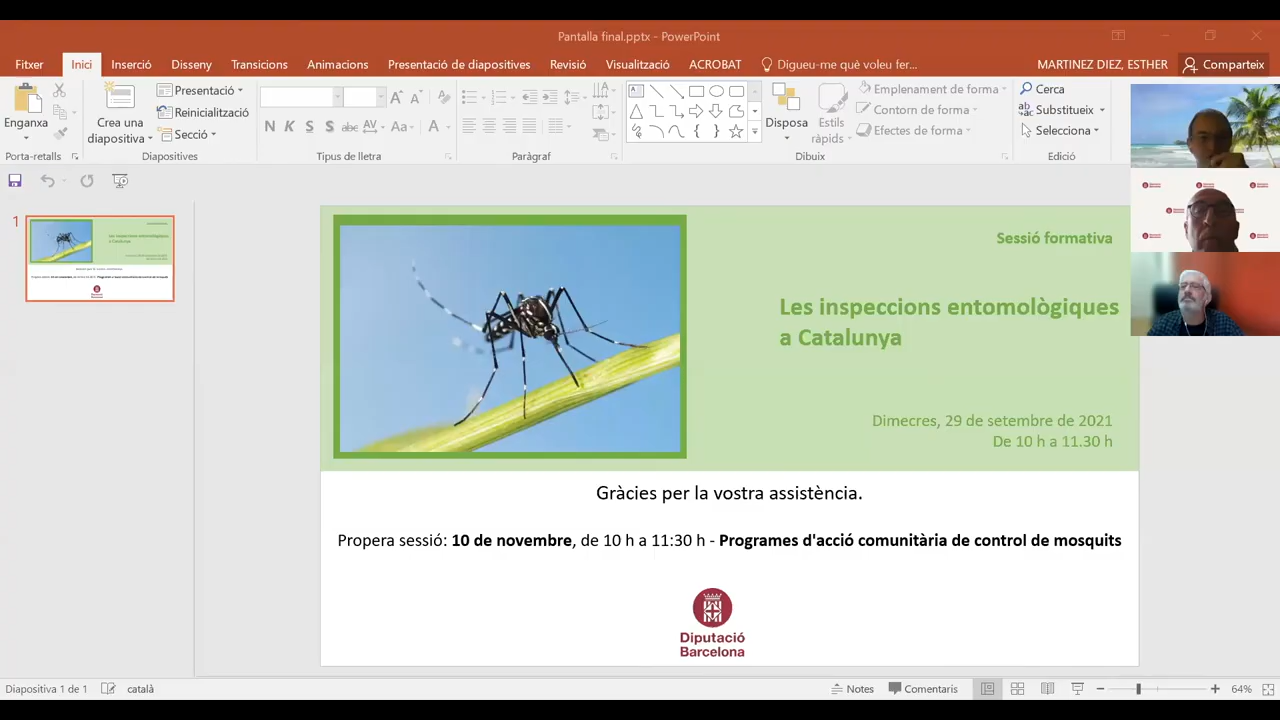 Pantalla final.pptx - PowerPoint
Fitxer Inici Inserció Disseny Transicions Animacions Presentació de diapositives Revisió Visualització ACROBAT Digueu-me què voleu fer... MARTINEZ DIEZ, ESTHER Comparteix
Enganxa
Porta-retalls
Crea una
diapositiva
Presentació
Reinicialització
Secció
Diapositives
N K S S abc AV Aa A
Tipus de lletra
Paràgraf
Disposa
Estils
ràpids
Emplenament de forma
Contorn de forma
Efectes de forma
Dibuix
Cerca
Substitueix
Selecciona
Edició
1
Sessió formativa
Les inspeccions entomològiques
a Catalunya
Dimecres, 29 de setembre de 2021
De 10 h a 11.30 h
Gràcies per la vostra assistència.
Propera sessió: 10 de novembre, de 10 h a 11:30 h - Programes d'acció comunitària de control de mosquits
Diputació
Barcelona
Diapositiva 1 de 1 català Notes Comentaris 64%